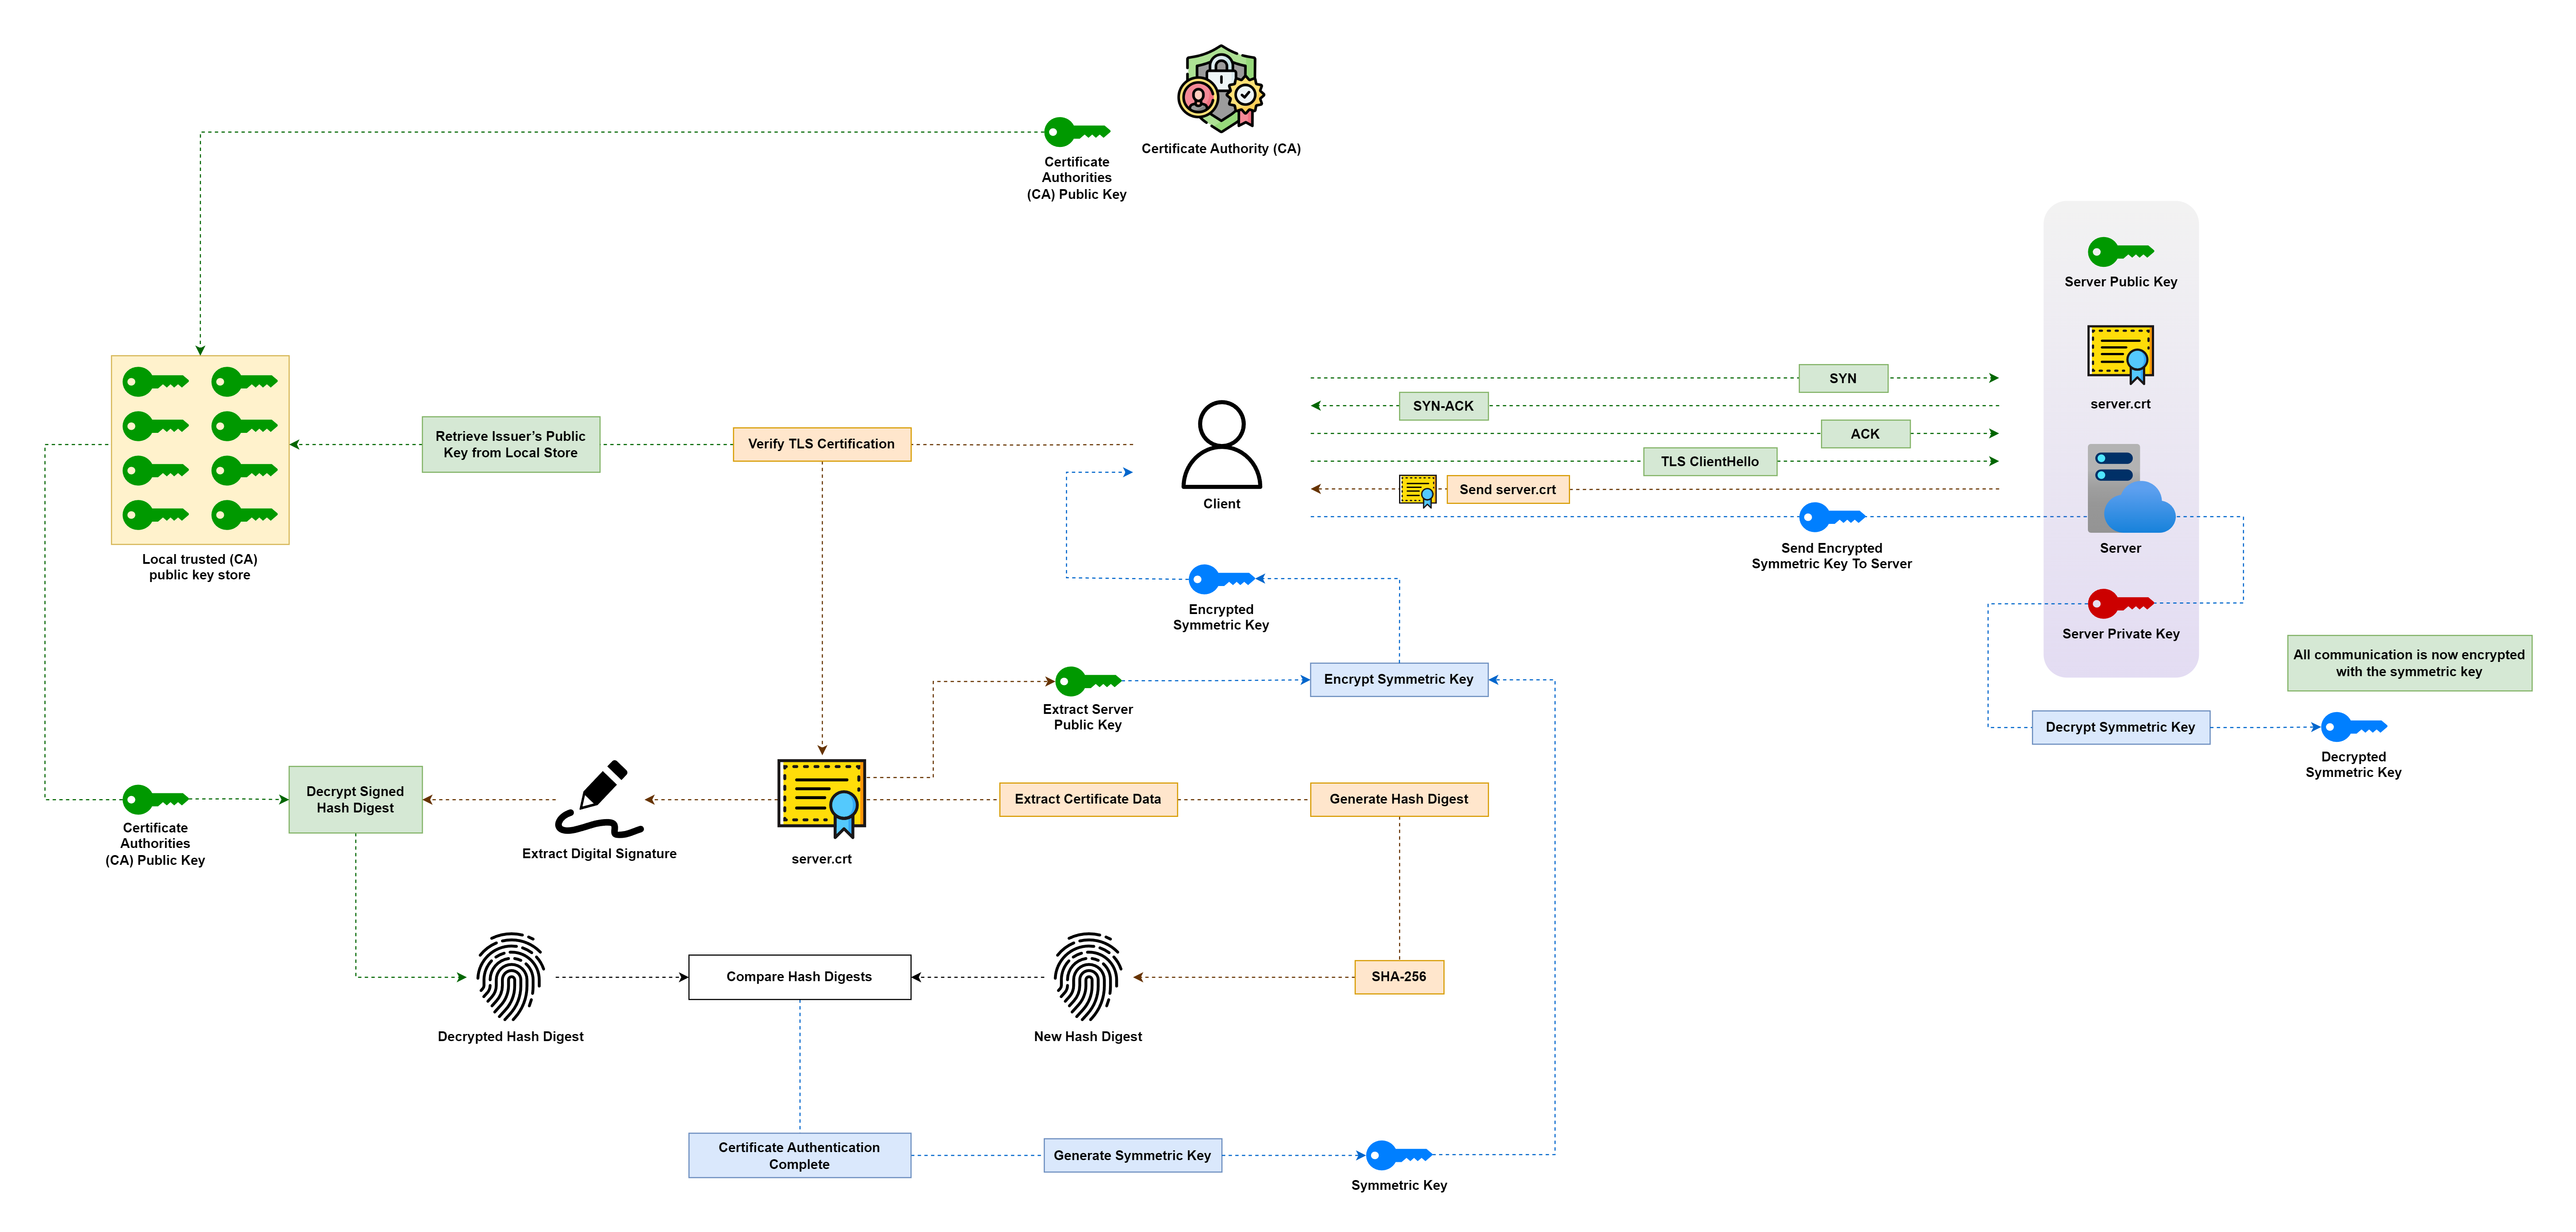 Certificate Authority (CA)
Certificate
Authorities
(CA) Public Key
Server Public Key
server.crt
SYN
SYN-ACK
ACK
TLS ClientHello
Send server.crt
Client
Server
Send Encrypted
Symmetric Key To Server
Server Private Key
Retrieve Issuer's Public
Key from Local Store
Verify TLS Certification
Local trusted (CA)
public key store
Encrypted
Symmetric Key
Extract Server
Public Key
Encrypt Symmetric Key
All communication is now encrypted
with the symmetric key
Decrypt Symmetric Key
Decrypted
Symmetric Key
Certificate
Authorities
(CA) Public Key
Decrypt Signed
Hash Digest
Extract Digital Signature
server.crt
Extract Certificate Data
Generate Hash Digest
SHA-256
Decrypted Hash Digest
Compare Hash Digests
New Hash Digest
Certificate Authentication
Complete
Generate Symmetric Key
Symmetric Key